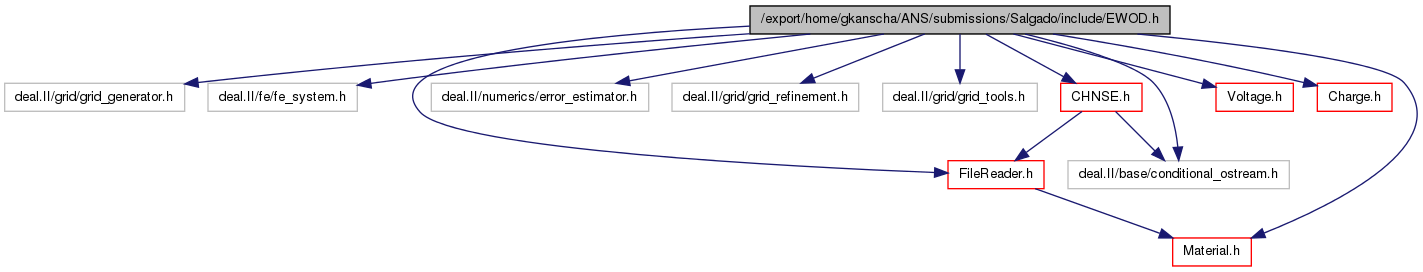 /export/home/gkanscha/ANS/submissions/Salgado/include/EWOD.h
deal.II/grid/grid_generator.h
deal.II/fe/fe_system.h
deal.II/numerics/error_estimator.h
deal.II/grid/grid_refinement.h
deal.II/grid/grid_tools.h
CHNSE.h
Voltage.h
Charge.h
FileReader.h
deal.II/base/conditional_ostream.h
Material.h